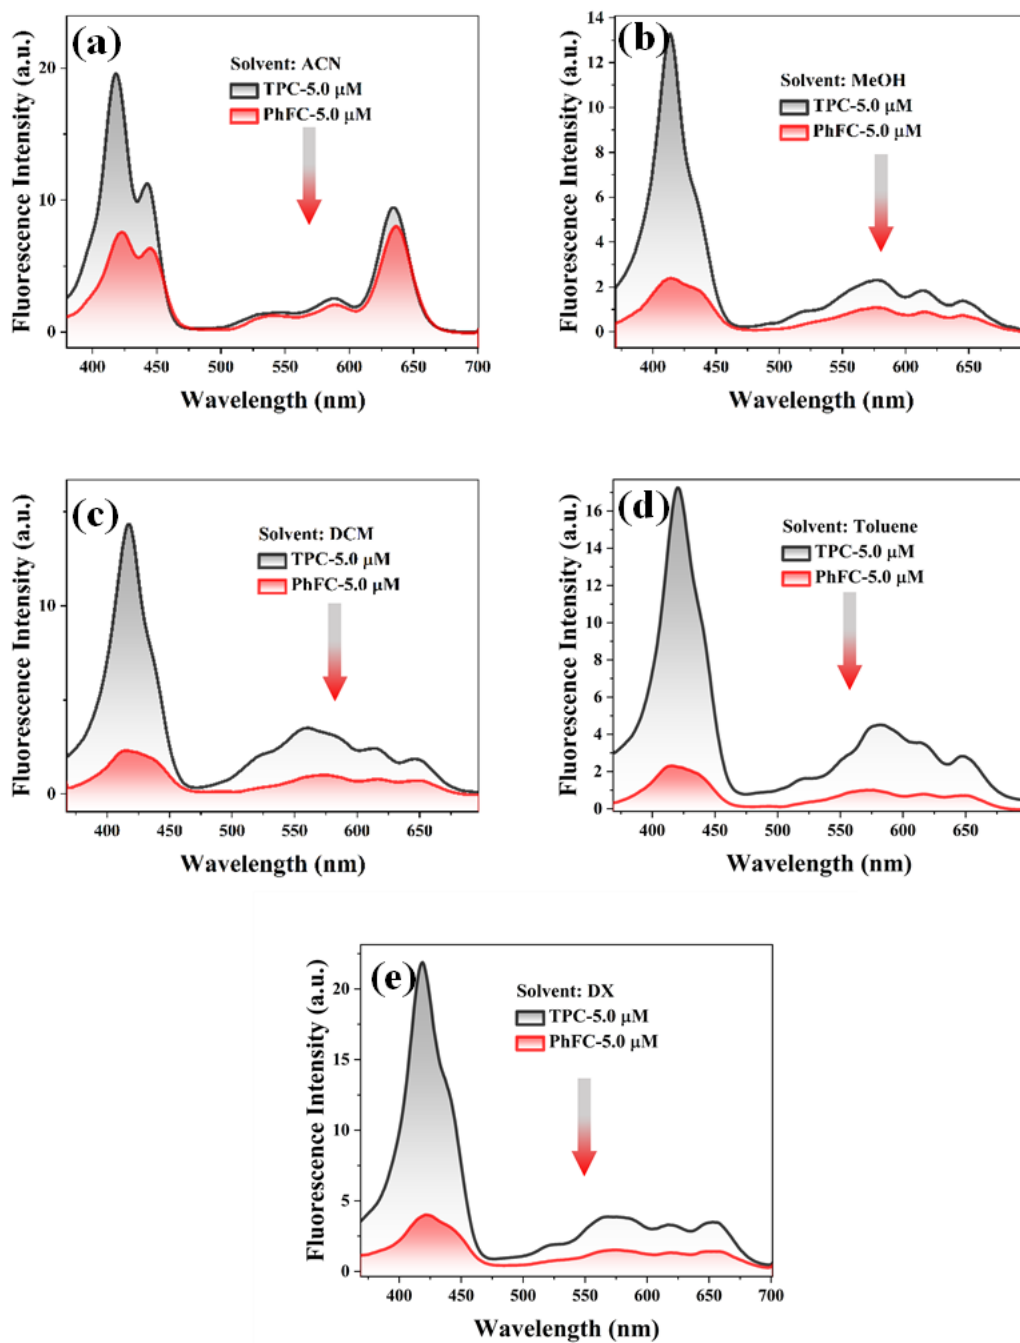 (a)
Solvent: ACN
TPC-5.0 μM
PhFC-5.0 μM
Fluorescence Intensity (a.u.)
20
10
0
400 450 500 550 600 650 700
Wavelength (nm)
(b)
Solvent: MeOH
TPC-5.0 μM
PhFC-5.0 μM
Fluorescence Intensity (a.u.)
14
12
10
8
6
4
2
0
400 450 500 550 600 650
Wavelength (nm)
(c)
Solvent: DCM
TPC-5.0 μM
PhFC-5.0 μM
Fluorescence Intensity (a.u.)
10
0
400 450 500 550 600 650
Wavelength (nm)
(d)
Solvent: Toluene
TPC-5.0 μM
PhFC-5.0 μM
Fluorescence Intensity (a.u.)
16
14
12
10
8
6
4
2
0
400 450 500 550 600 650
Wavelength (nm)
(e)
Solvent: DX
TPC-5.0 μM
PhFC-5.0 μM
Fluorescence Intensity (a.u.)
20
15
10
5
0
400 450 500 550 600 650 700
Wavelength (nm)